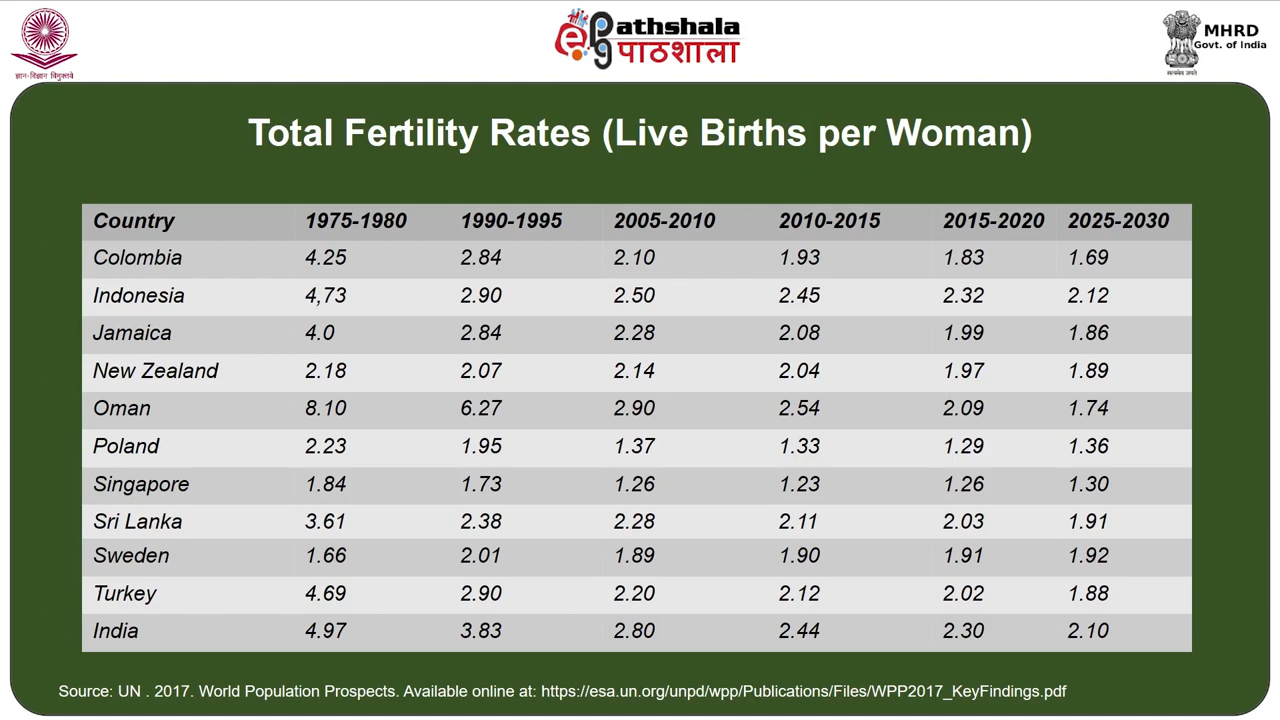 ज्ञान-विज्ञान विमुक्तये
ePathshala
पाठशाला
MHRD
Govt. of India
सत्यमेव जयते
Total Fertility Rates (Live Births per Woman)
Country 1975-1980 1990-1995 2005-2010 2010-2015 2015-2020 2025-2030
Colombia 4.25 2.84 2.10 1.93 1.83 1.69
Indonesia 4,73 2.90 2.50 2.45 2.32 2.12
Jamaica 4.0 2.84 2.28 2.08 1.99 1.86
New Zealand 2.18 2.07 2.14 2.04 1.97 1.89
Oman 8.10 6.27 2.90 2.54 2.09 1.74
Poland 2.23 1.95 1.37 1.33 1.29 1.36
Singapore 1.84 1.73 1.26 1.23 1.26 1.30
Sri Lanka 3.61 2.38 2.28 2.11 2.03 1.91
Sweden 1.66 2.01 1.89 1.90 1.91 1.92
Turkey 4.69 2.90 2.20 2.12 2.02 1.88
India 4.97 3.83 2.80 2.44 2.30 2.10
Source: UN . 2017. World Population Prospects. Available online at: https://esa.un.org/unpd/wpp/Publications/Files/WPP2017_KeyFindings.pdf